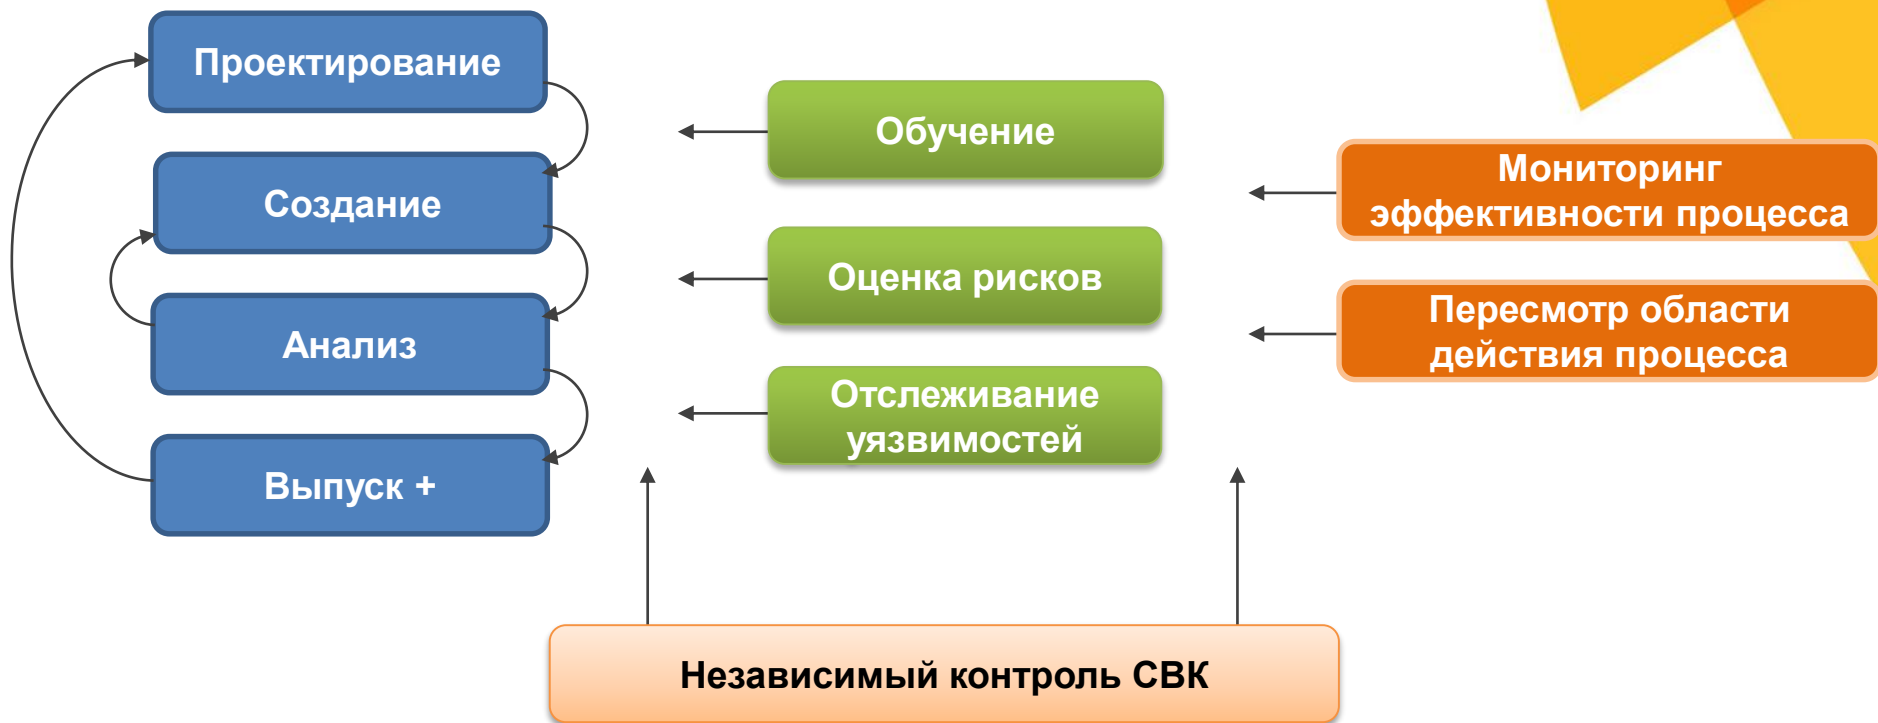 Проектирование
Создание
Анализ
Выпуск +
Обучение
Оценка рисков
Отслеживание
уязвимостей
Мониторинг
эффективности процесса
Пересмотр области
действия процесса
Независимый контроль СВК